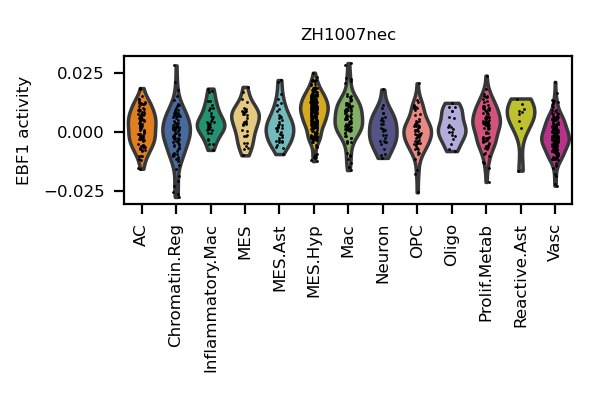 ZH1007nec
EBF1 activity
0.025
0.000
−0.025
AC
Chromatin.Reg
Inflammatory.Mac
MES
MES.Ast
MES.Hyp
Mac
Neuron
OPC
Oligo
Prolif.Metab
Reactive.Ast
Vasc